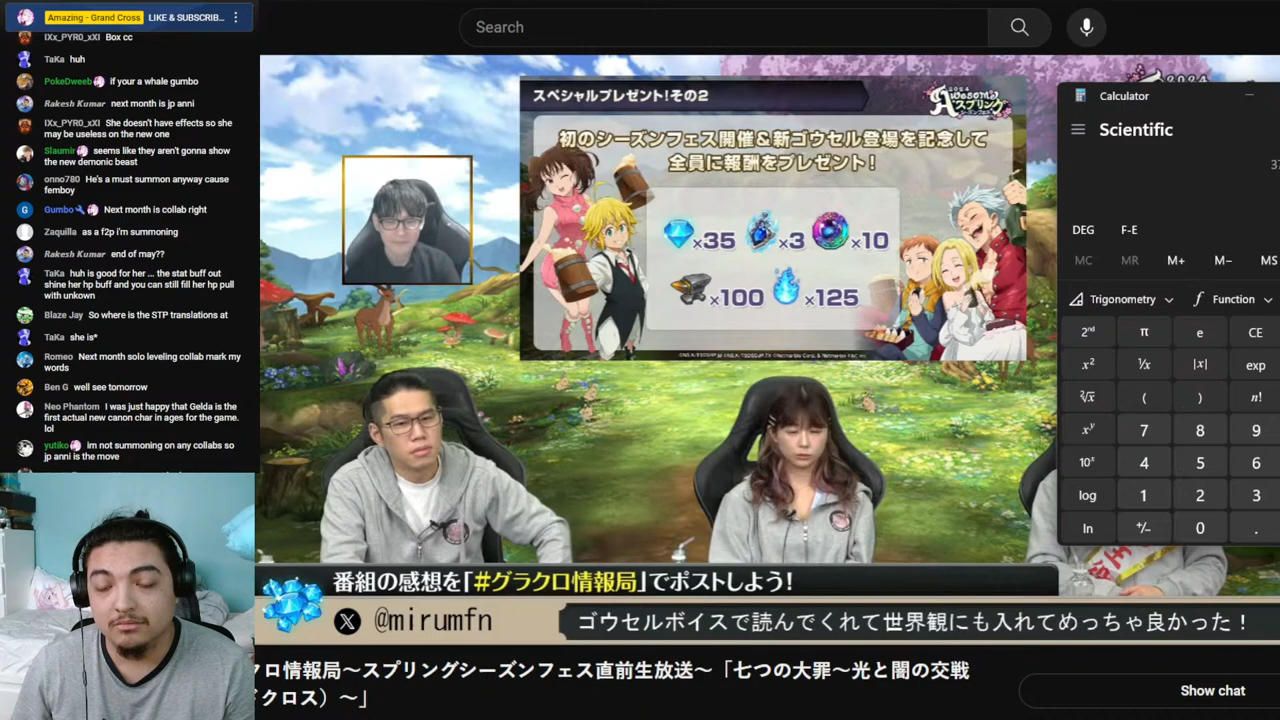 Amazing - Grand Cross LIKE & SUBSCRIB...
IXx_PYR0_xXI Box cc
TaKa huh
PokeDweeb if your a whale gumbo
Rakesh Kumar next month is jp anni
IXx_PYR0_xXI She doesn't have effects so she
may be useless on the new one
Slaumir seems like they aren't gonna show
the new demonic beast
onno780 He's a must summon anyway cause
femboy
G Gumbo Next month is collab right
Zaquilla as a f2p i'm summoning
Rakesh Kumar end of may??
TaKa huh is good for her ... the stat buff out
shine her hp buff and you can still fill her hp pull
with unkown
Blaze Jay So where is the STP translations at
TaKa she is*
Romeo Next month solo leveling collab mark my
words
Ben G well see tomorrow
Neo Phantom I was just happy that Gelda is the
first actual new canon char in ages for the game.
lol
yutiko im not summoning on any collabs so
jp anni is the move
Search
スペシャルプレゼント!その2
2024
Awesome
スプリング
初のシーズンフェス開催&新ゴウセル登場を記念して
全員に報酬をプレゼント!
×35 ×3 ×10
×100 ×125
2024
Calculator
Scientific
37
DEG F-E
MC MR M+ M− MS
Trigonometry Function
2nd π e CE
x² ¹/x |x| exp
²√x ( ) n!
xʸ 7 8 9
10ˣ 4 5 6
log 1 2 3
ln +/− 0 .
番組の感想を「#グラクロ情報局」でポストしよう!
X @mirumfn ゴウセルボイスで読んでくれて世界観にも入れてめっちゃ良かった!
クロ情報局～スプリングシーズンフェス直前生放送～「七つの大罪～光と闇の交戦
ドクロス）～」
Show chat